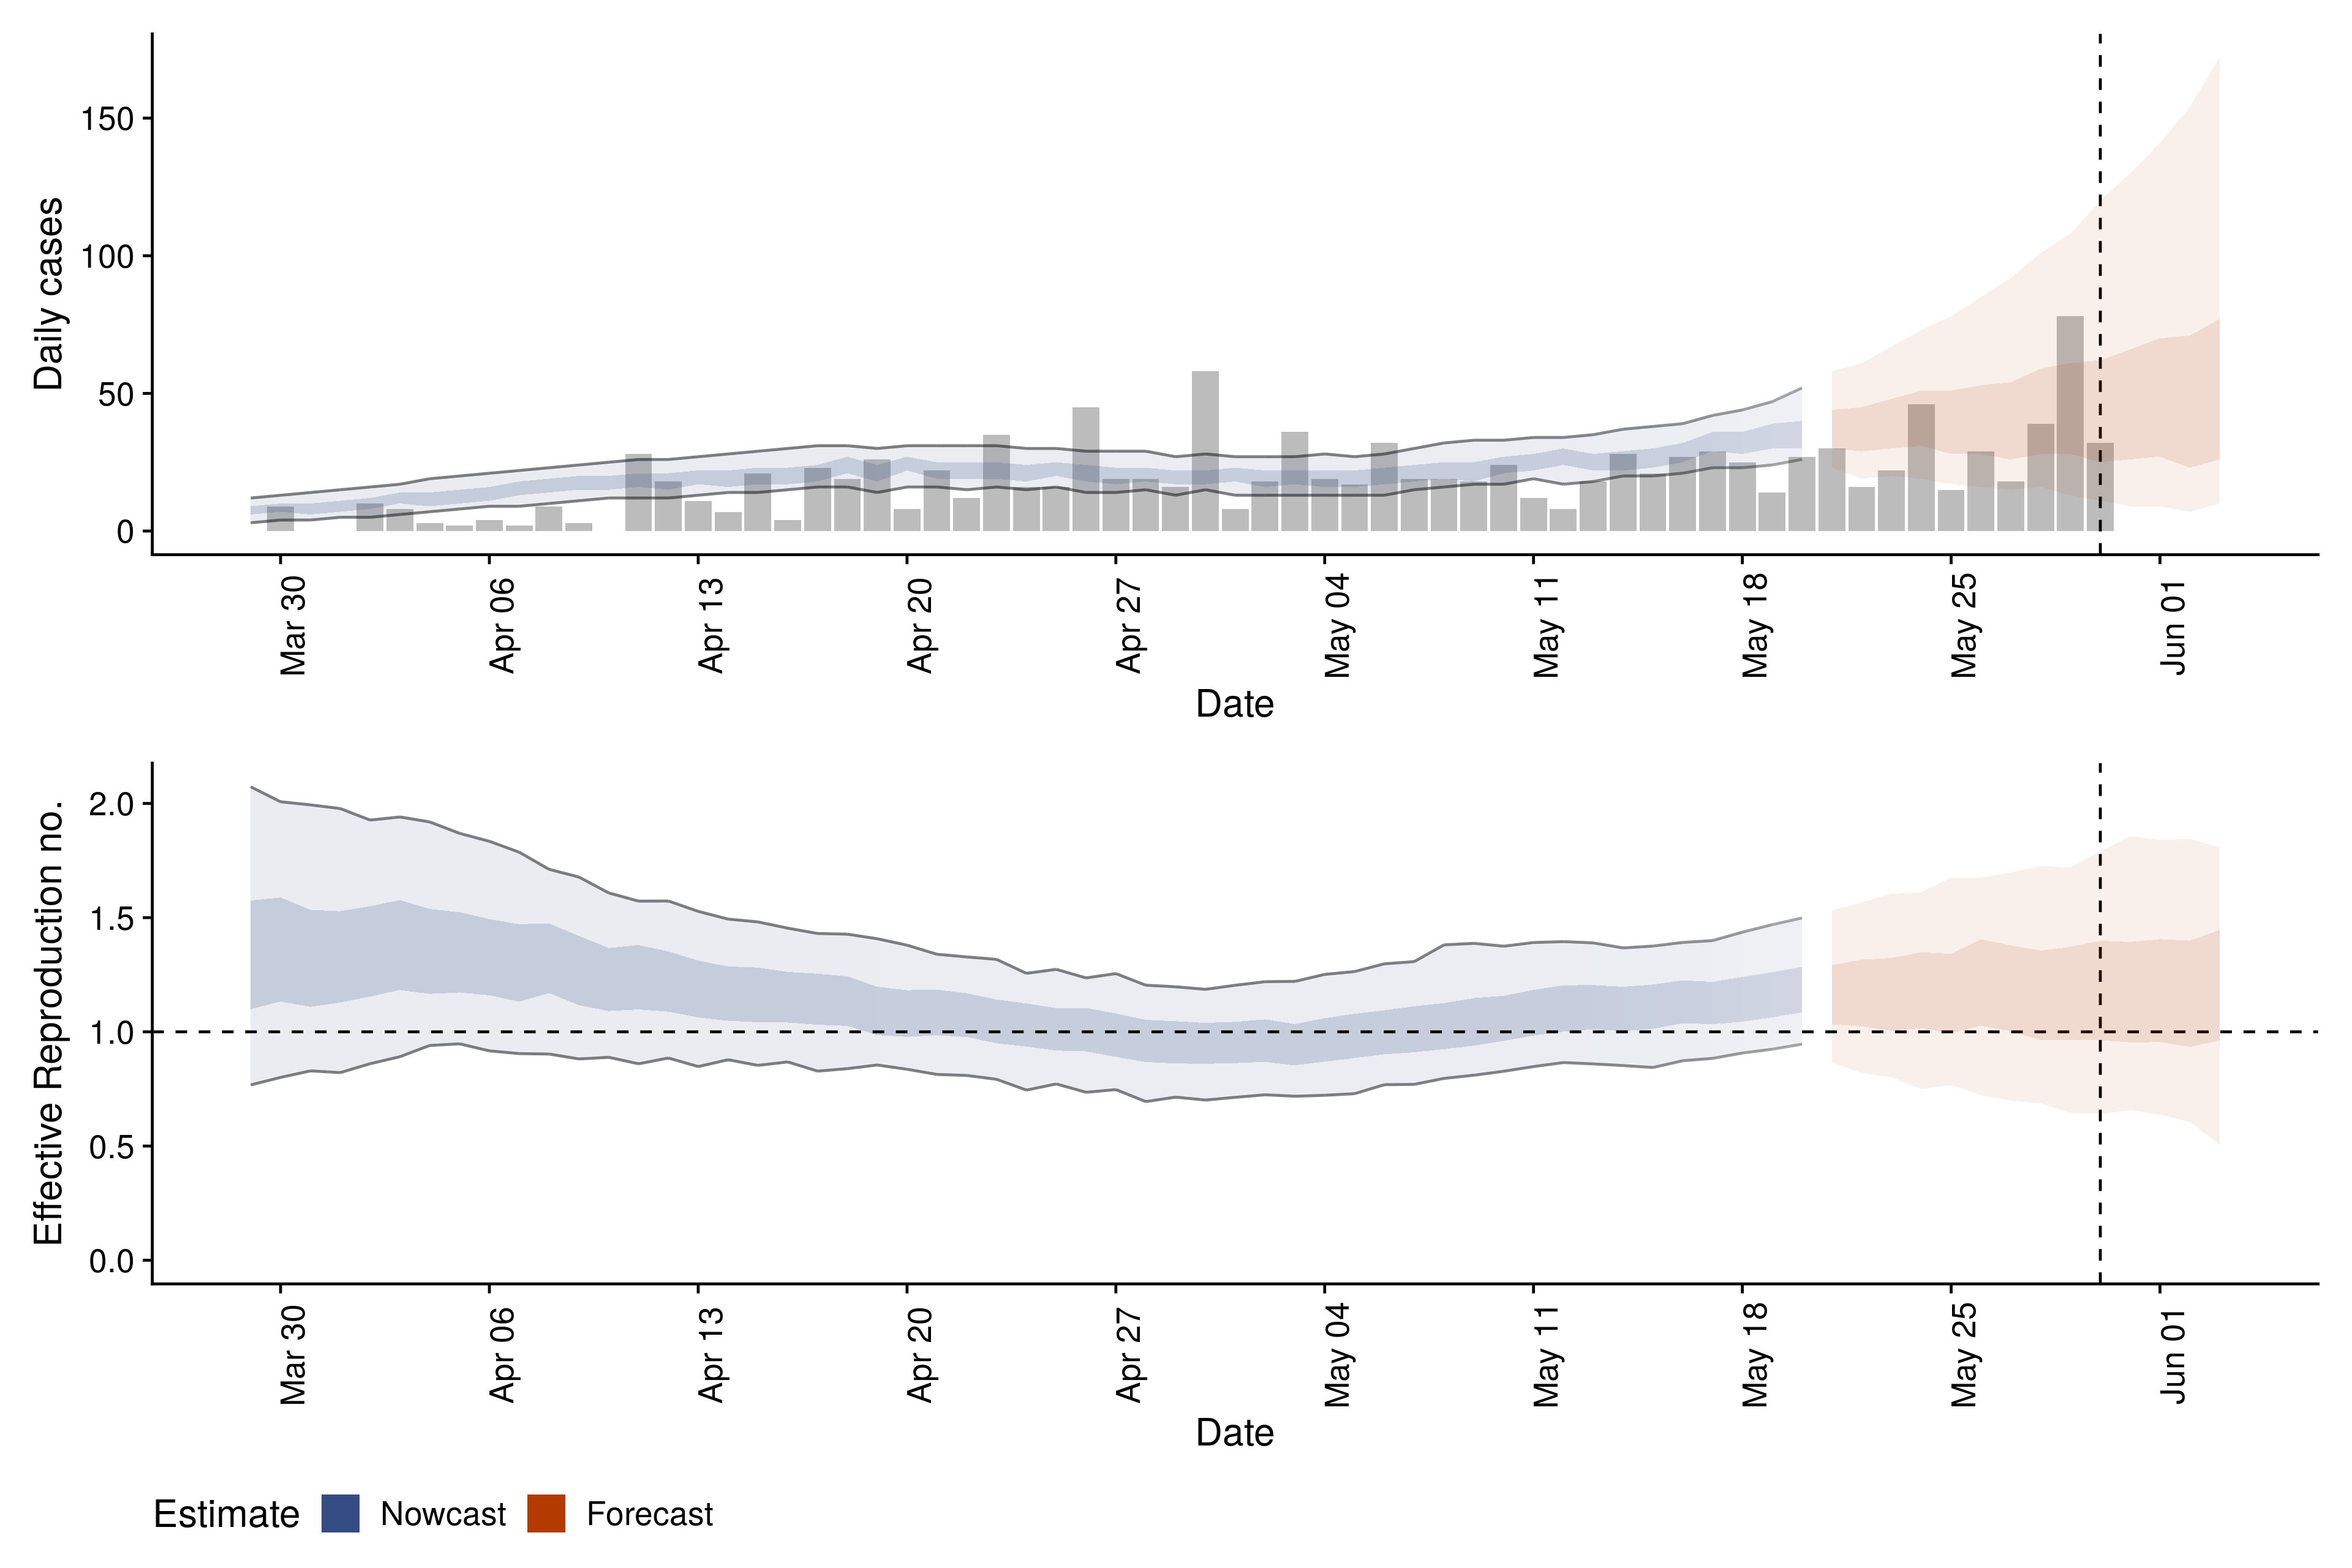 Daily cases
150
100
50
0
Mar 30
Apr 06
Apr 13
Apr 20
Apr 27
May 04
May 11
May 18
May 25
Jun 01
Date
Effective Reproduction no.
2.0
1.5
1.0
0.5
0.0
Mar 30
Apr 06
Apr 13
Apr 20
Apr 27
May 04
May 11
May 18
May 25
Jun 01
Date
Estimate Nowcast Forecast